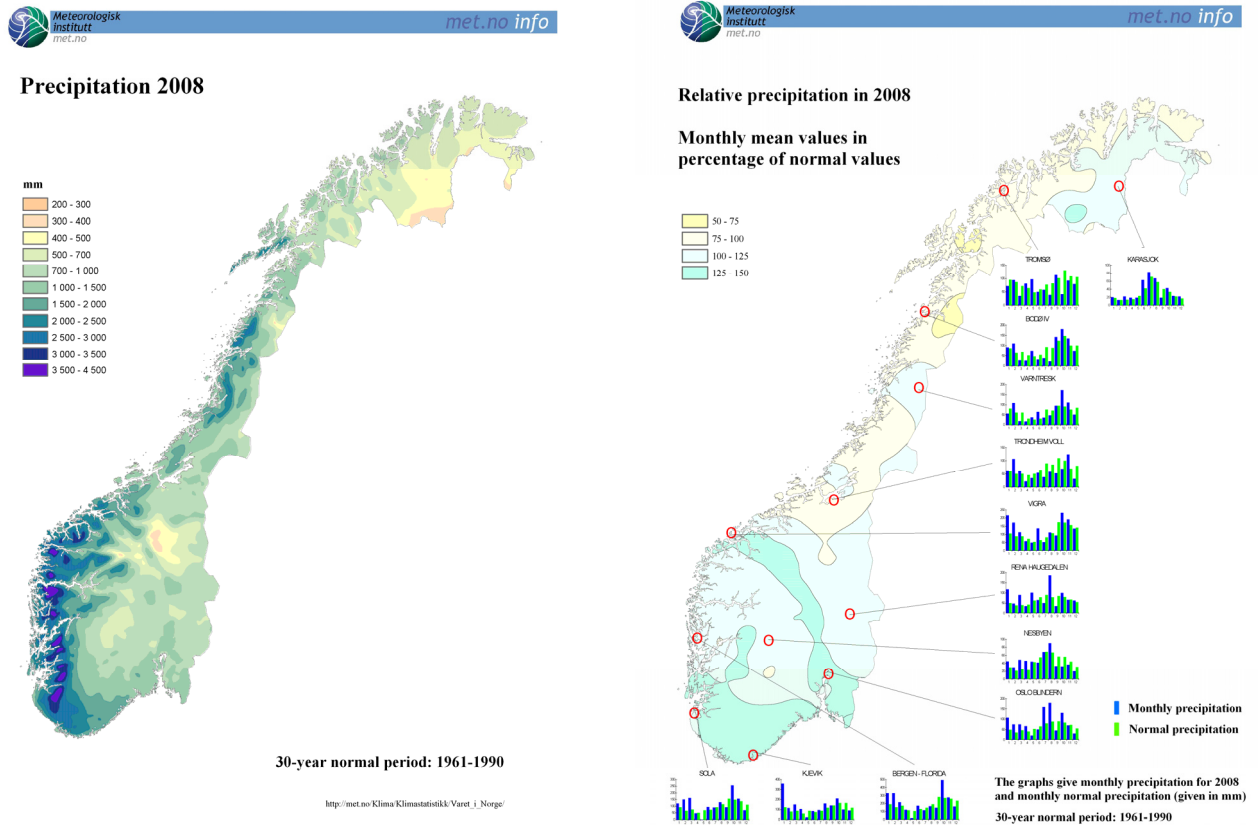 Meteorologisk
institutt
met.no
met.no info
Precipitation 2008
mm
200 - 300
300 - 400
400 - 500
500 - 700
700 - 1 000
1 000 - 1 500
1 500 - 2 000
2 000 - 2 500
2 500 - 3 000
3 000 - 3 500
3 500 - 4 500
30-year normal period: 1961-1990
http://met.no/Klima/Klimastatistikk/Varet_i_Norge/
Meteorologisk
institutt
met.no
met.no info
Relative precipitation in 2008
Monthly mean values in
percentage of normal values
50 - 75
75 - 100
100 - 125
125 150
TROMSØ
KARASJOK
BODØ IV
VARNTRESK
TRONDHEIM VOLL
VIGRA
RENA HAUGEDALEN
NESBYEN
OSLO BLINDERN
SOLA
KJEVIK
BERGEN - FLORIDA
Monthly precipitation
Normal precipitation
The graphs give monthly precipitation for 2008
and monthly normal precipitation (given in mm)
30-year normal period: 1961-1990